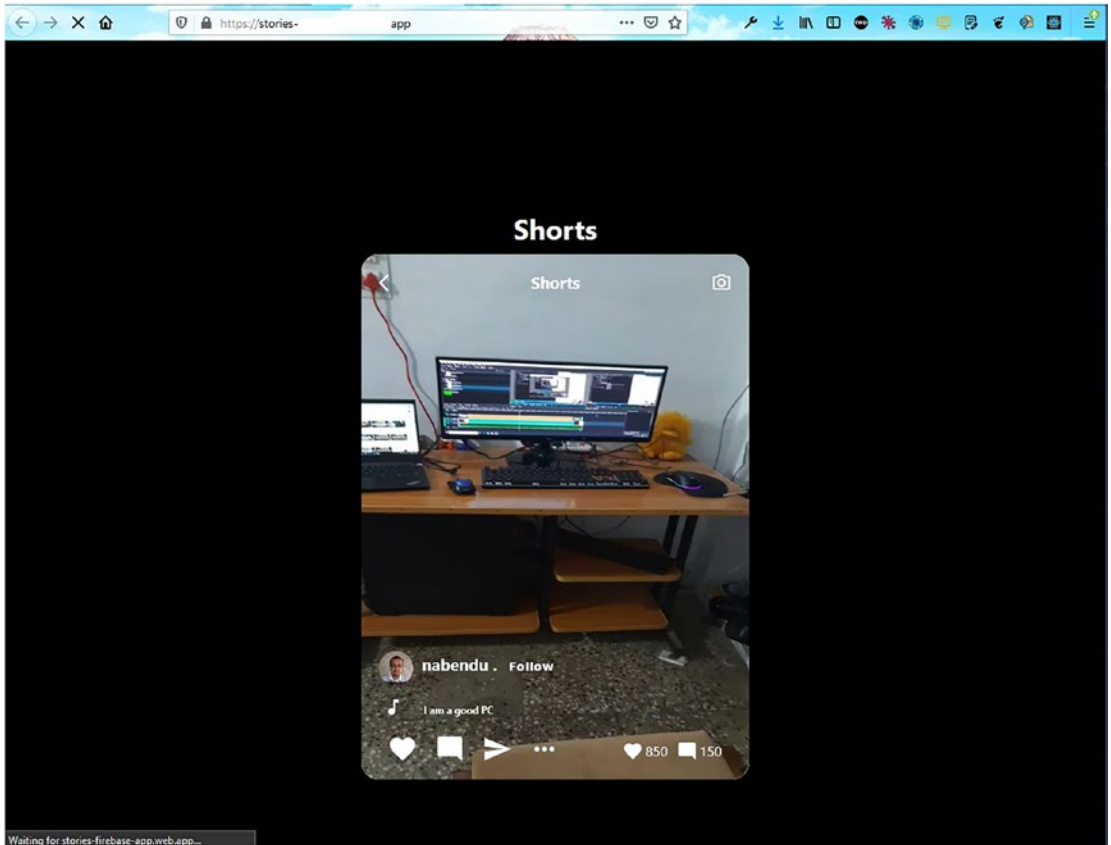 https://stories- app
Shorts
Shorts
nabendu . Follow
I am a good PC
850 150
Waiting for stories-firebase-app.web.app...